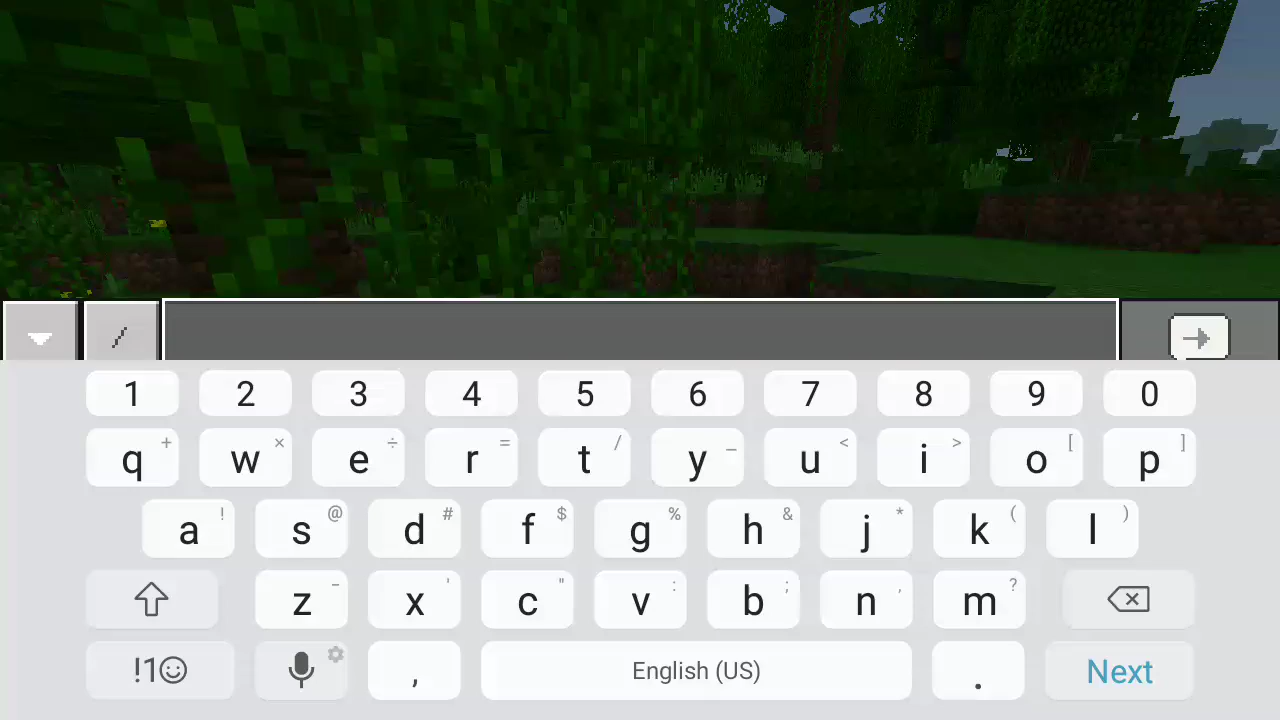 /
1 2 3 4 5 6 7 8 9 0
q + w × e ÷ r = t / y _ u < i > o [ p ]
a ! s @ d # f $ g % h & j * k ( l )
z - x ' c " v : b ; n , m ?
!1☺ , English (US) . Next